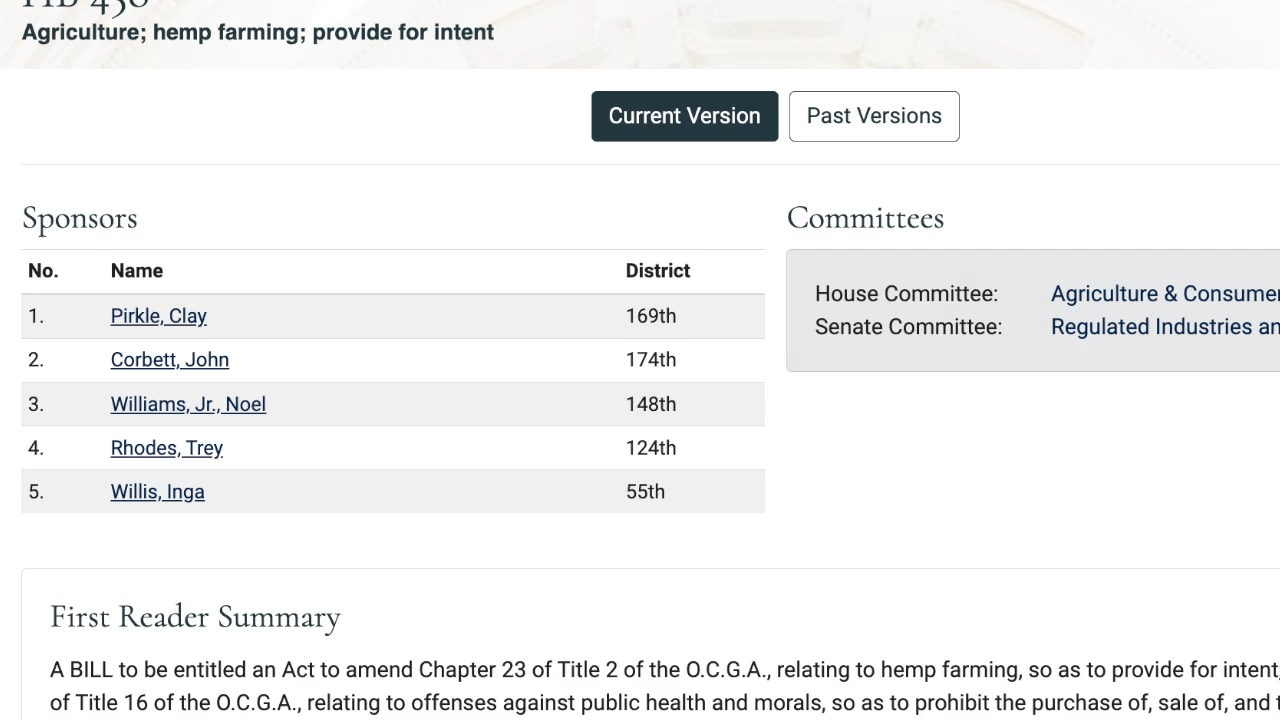 HB 458
Agriculture; hemp farming; provide for intent
Current Version Past Versions
Sponsors
No. Name District
1. Pirkle, Clay 169th
2. Corbett, John 174th
3. Williams, Jr., Noel 148th
4. Rhodes, Trey 124th
5. Willis, Inga 55th
Committees
House Committee: Agriculture & Consumer
Senate Committee: Regulated Industries an
First Reader Summary
A BILL to be entitled an Act to amend Chapter 23 of Title 2 of the O.C.G.A., relating to hemp farming, so as to provide for intent;
of Title 16 of the O.C.G.A., relating to offenses against public health and morals, so as to prohibit the purchase of, sale of, and t